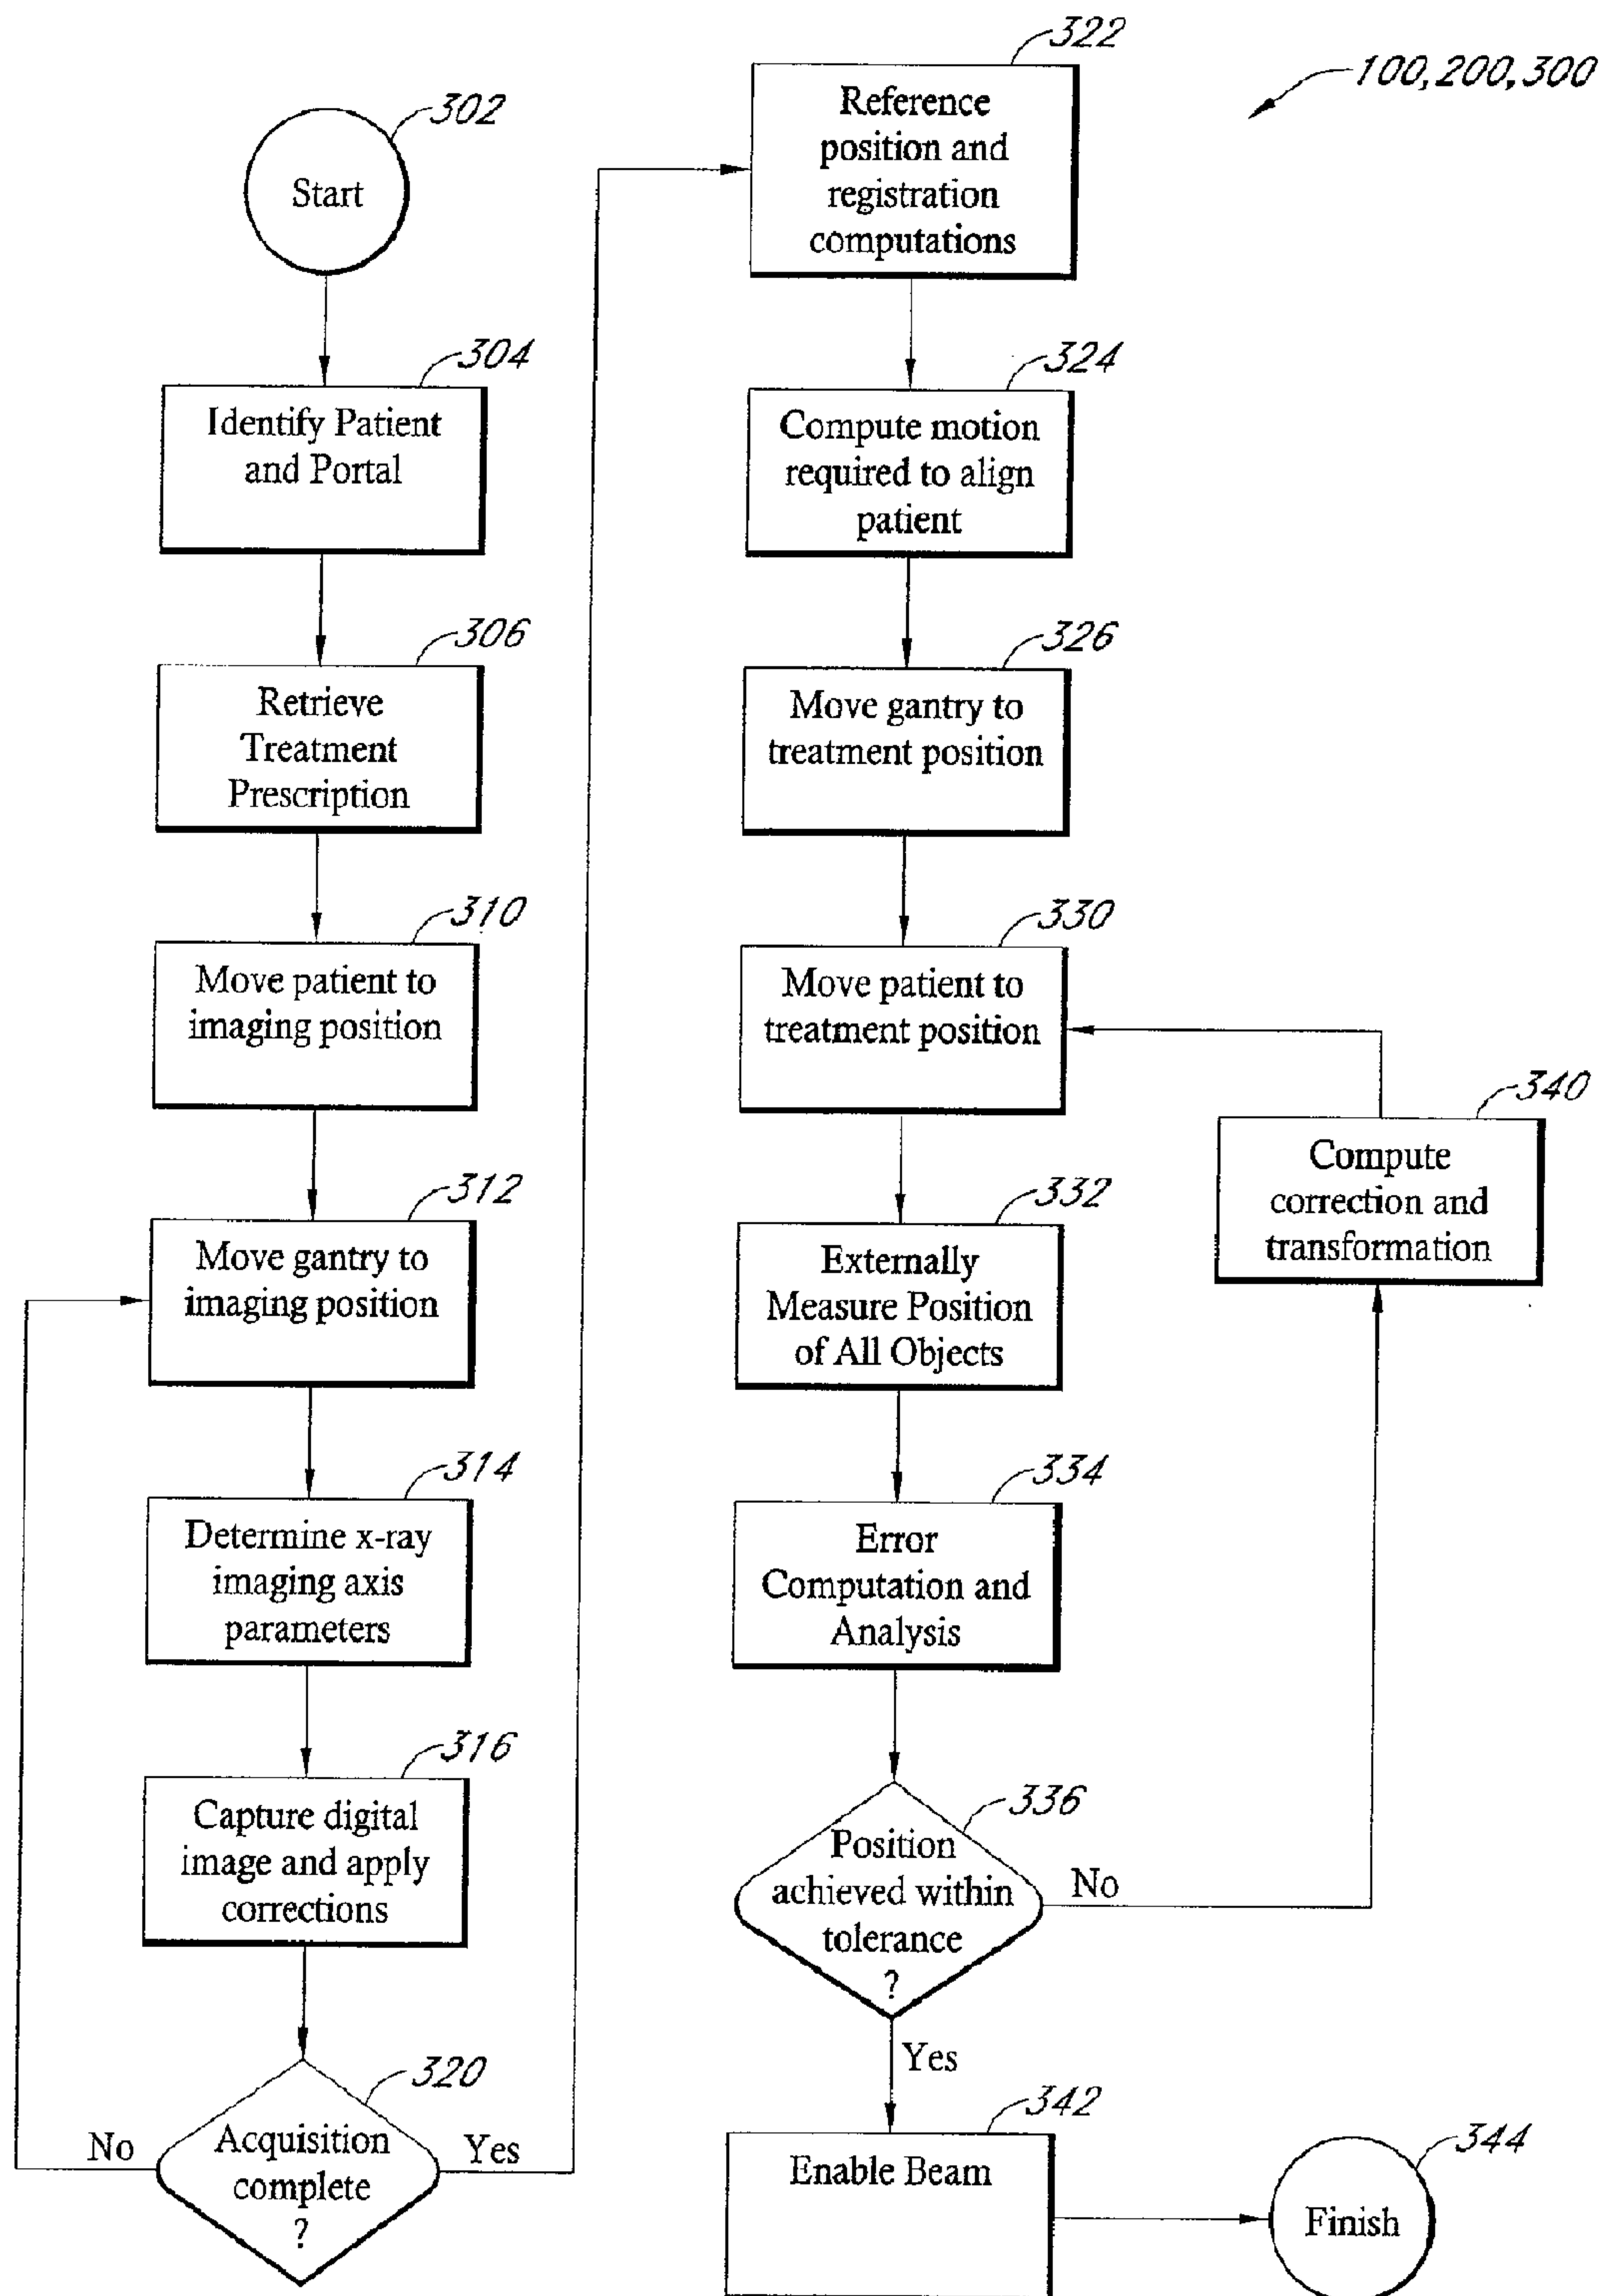 302
Start
304
Identify Patient
and Portal
306
Retrieve
Treatment
Prescription
310
Move patient to
imaging position
312
Move gantry to
imaging position
314
Determine x-ray
imaging axis
parameters
316
Capture digital
image and apply
corrections
320
Acquisition
complete
?
No
Yes
322
Reference
position and
registration
computations
100,200,300
324
Compute motion
required to align
patient
326
Move gantry to
treatment position
330
Move patient to
treatment position
332
Externally
Measure Position
of All Objects
334
Error
Computation and
Analysis
336
Position
achieved within
tolerance
?
No
340
Compute
correction and
transformation
Yes
342
Enable Beam
344
Finish